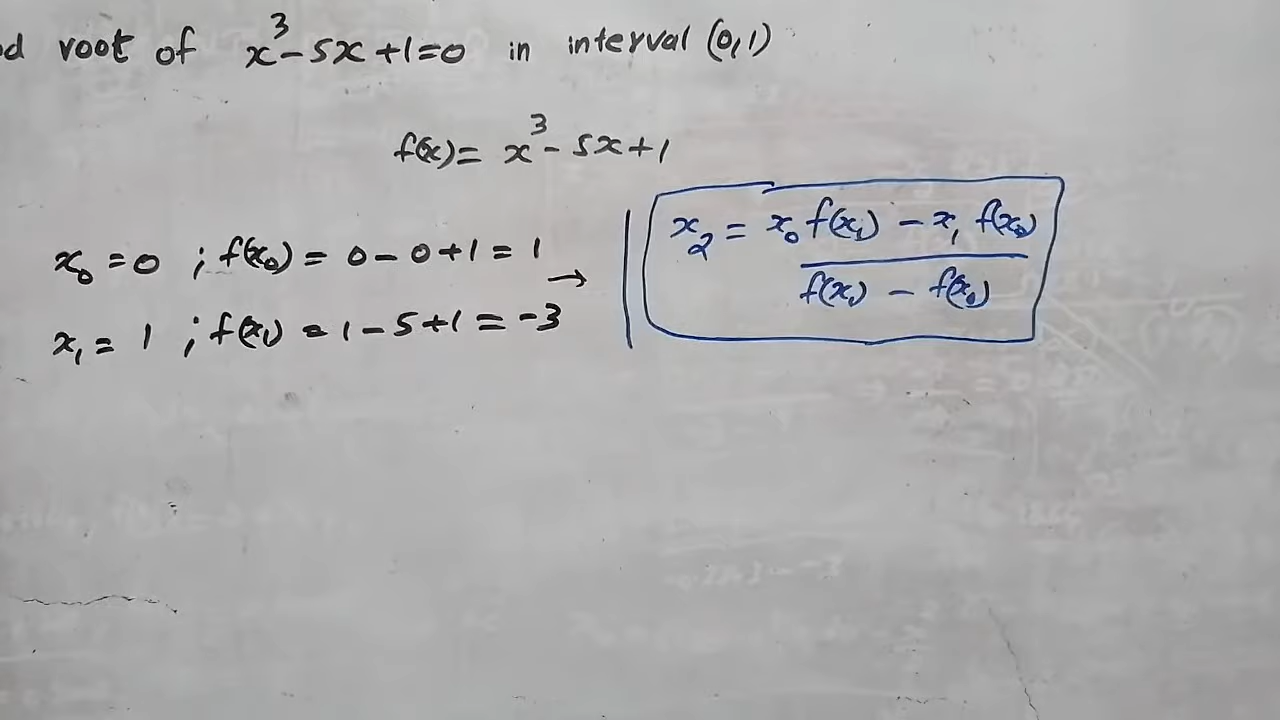 root of x³-5x+1=0 in interval (0,1)
f(x)= x³-5x+1
x₀=0 ; f(x₀) = 0-0+1=1 →
x₁= 1 ; f(x₁) = 1-5+1=-3
x₂ = x₀ f(x₁) - x₁ f(x₀)
f(x₁) - f(x₀)